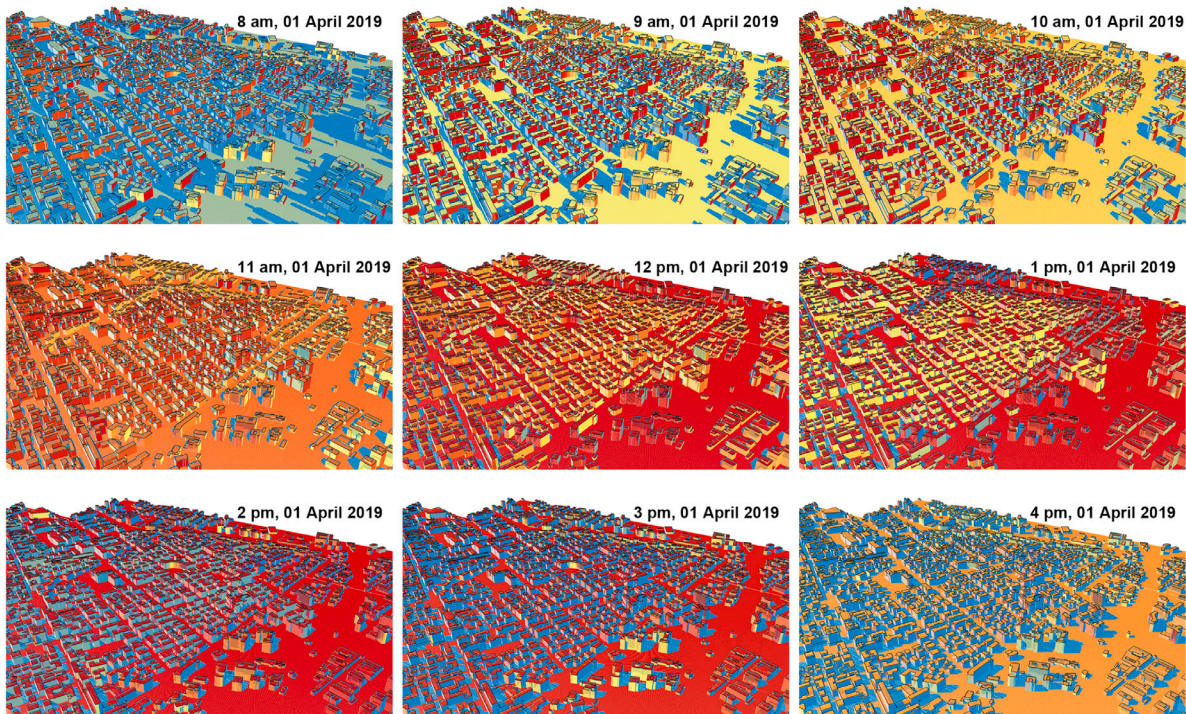 8 am, 01 April 2019
9 am, 01 April 2019
10 am, 01 April 2019
11 am, 01 April 2019
12 pm, 01 April 2019
1 pm, 01 April 2019
2 pm, 01 April 2019
3 pm, 01 April 2019
4 pm, 01 April 2019